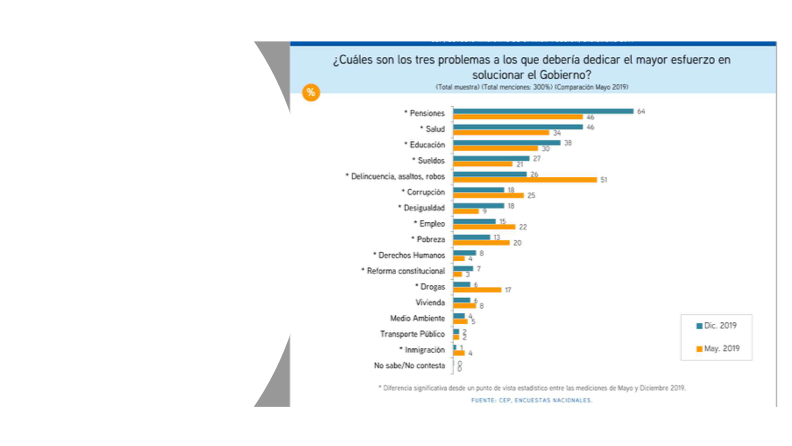 ¿Cuáles son los tres problemas a los que debería dedicar el mayor esfuerzo en
solucionar el Gobierno?
(Total muestra) (Total menciones: 300%) (Comparación Mayo 2019)
%
* Pensiones 64 46
* Salud 46 34
* Educación 38 30
* Sueldos 27 21
* Delincuencia, asaltos, robos 26 51
* Corrupción 18 25
* Desigualdad 18 9
* Empleo 15 22
* Pobreza 13 20
* Derechos Humanos 8 4
* Reforma constitucional 7 3
* Drogas 6 17
Vivienda 6 8
Medio Ambiente 4 5
Transporte Público 2 2
* Inmigración 1 4
No sabe/No contesta 0 0
Dic. 2019
May. 2019
* Diferencia significativa desde un punto de vista estadístico entre las mediciones de Mayo y Diciembre 2019.
FUENTE: CEP, ENCUESTAS NACIONALES.